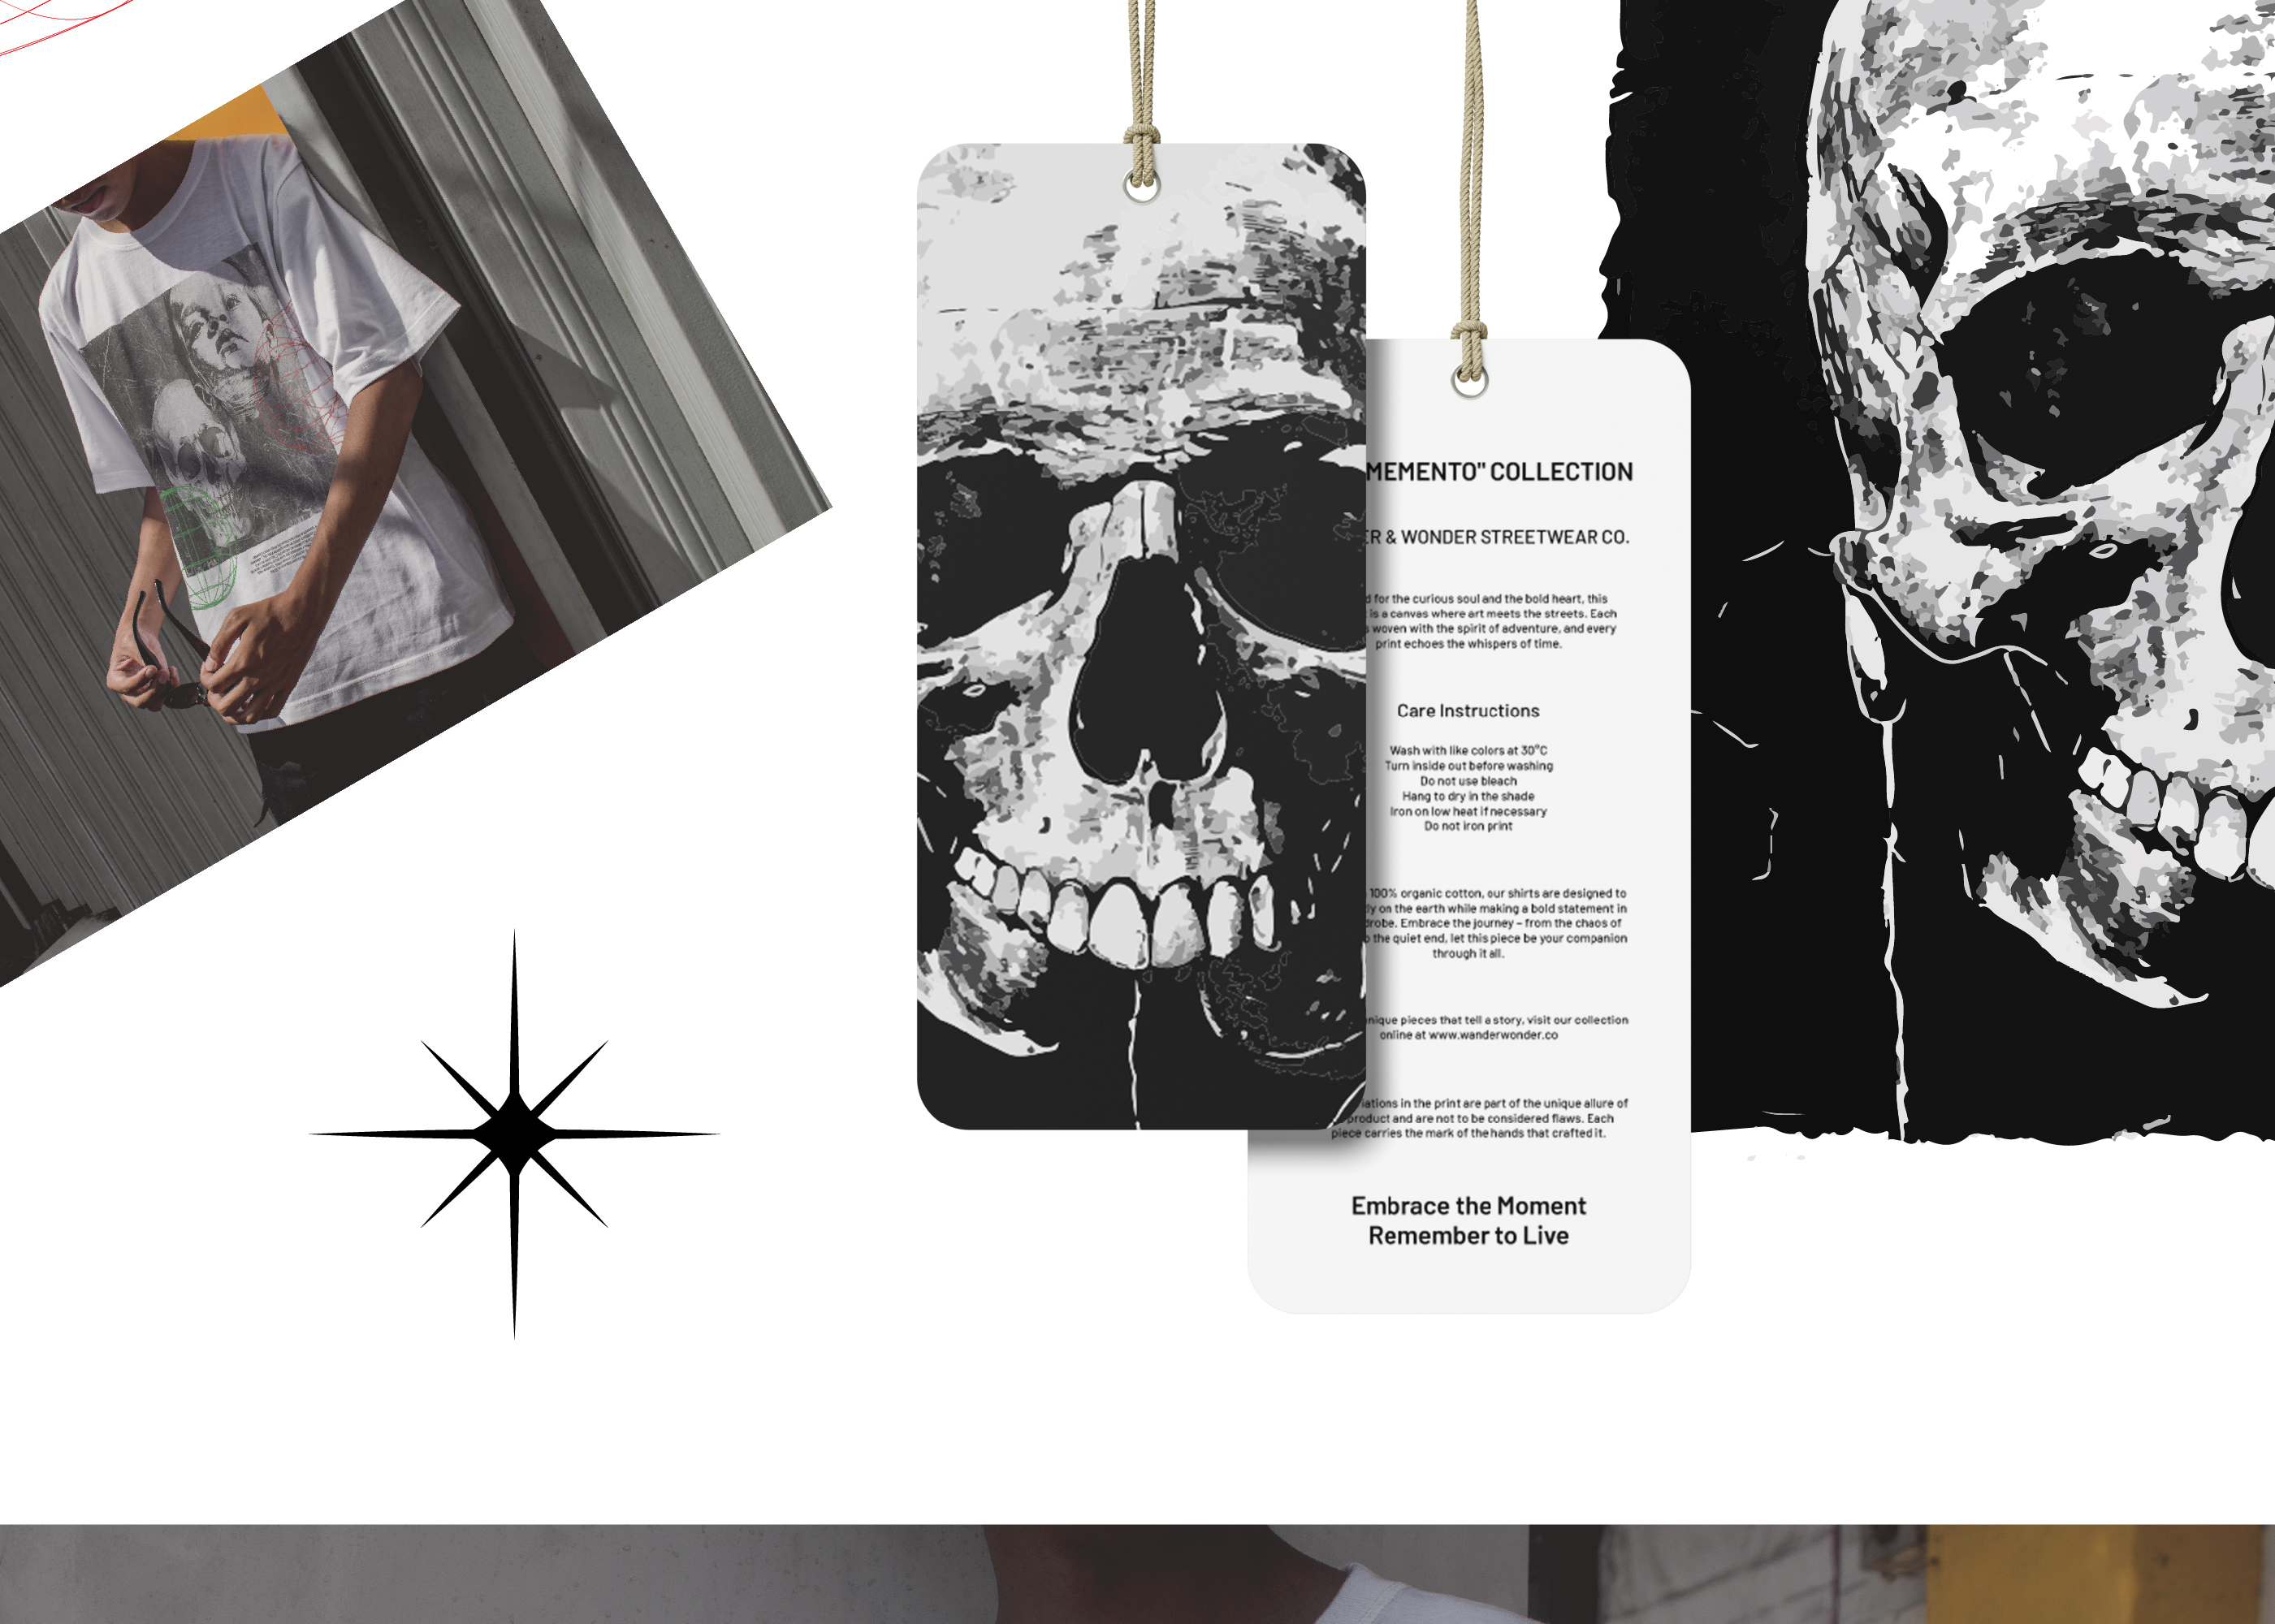 MEMENTO" COLLECTION
& WONDER STREETWEAR CO.
for the curious soul and the bold heart, this
is a canvas where art meets the streets. Each
woven with the spirit of adventure, and every
print echoes the whispers of time.
Care Instructions
Wash with like colors at 30°C
Turn inside out before washing
Do not use bleach
Hang to dry in the shade
Iron on low heat if necessary
Do not iron print
100% organic cotton, our shirts are designed to
on the earth while making a bold statement in
Embrace the journey – from the chaos of
the quiet end, let this piece be your companion
through it all.
pieces that tell a story, visit our collection
online at www.wanderwonder.co
in the print are part of the unique allure of
product and are not to be considered flaws. Each
piece carries the mark of the hands that crafted it.
Embrace the Moment
Remember to Live